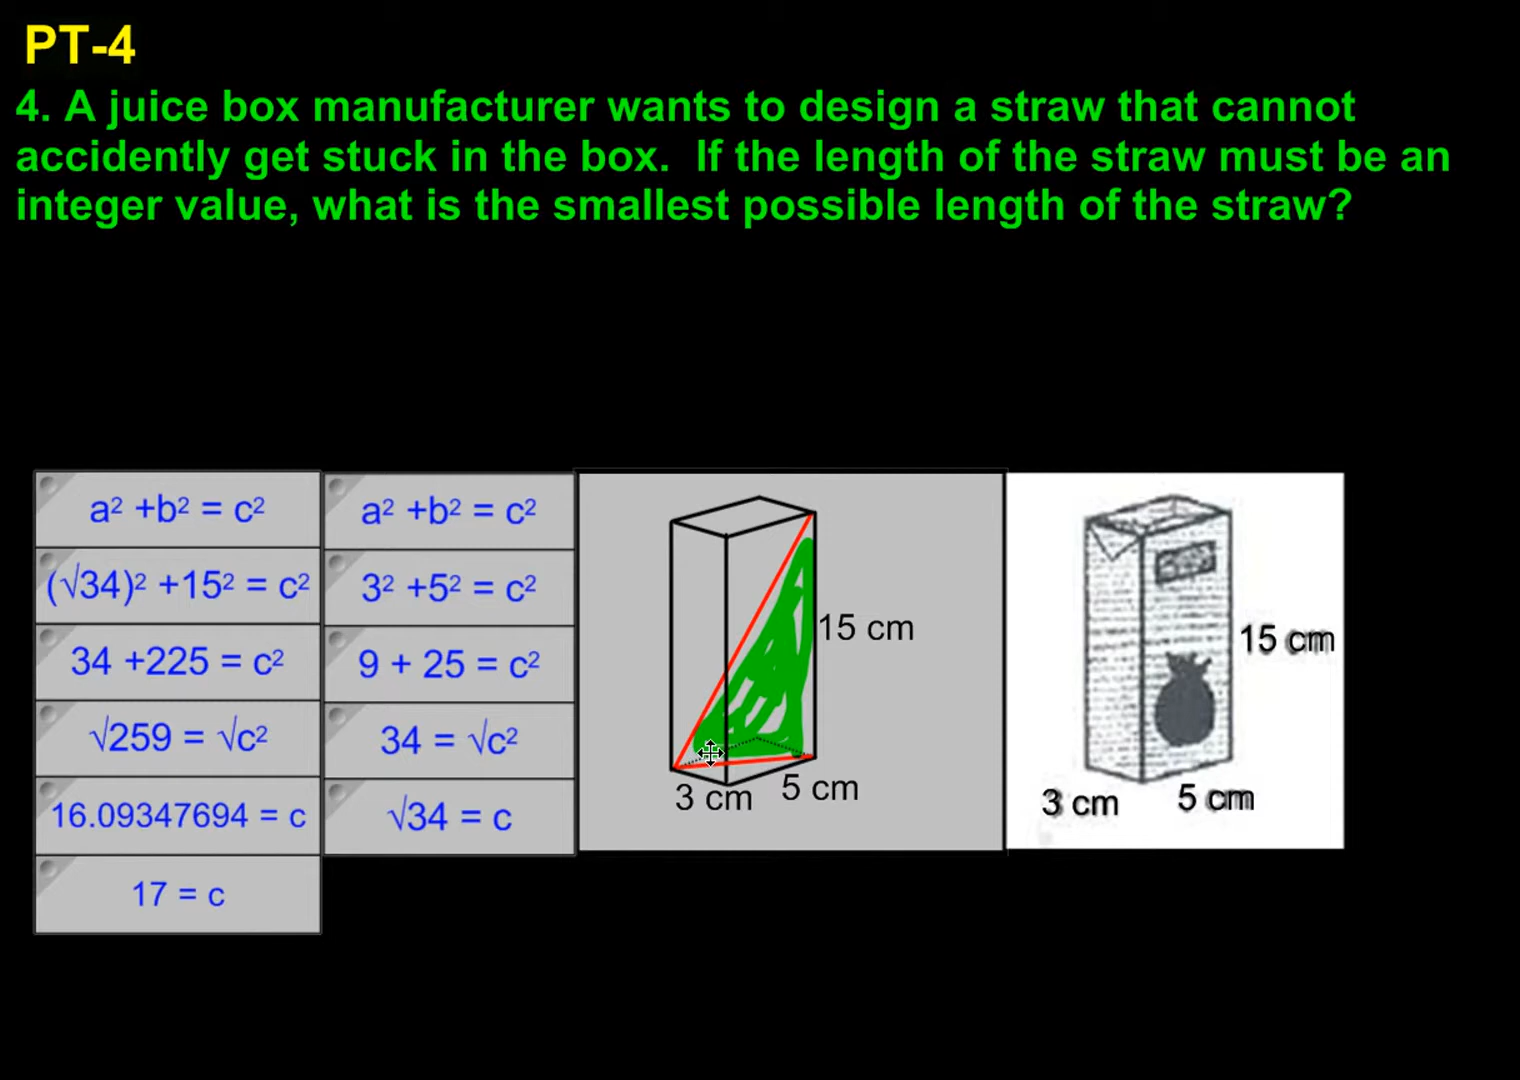 PT-4
4. A juice box manufacturer wants to design a straw that cannot
accidently get stuck in the box.  If the length of the straw must be an
integer value, what is the smallest possible length of the straw?
a² +b² = c²
(√34)² +15² = c²
34 +225 = c²
√259 = √c²
16.09347694 = c
17 = c
a² +b² = c²
3² +5² = c²
9 + 25 = c²
34 = √c²
√34 = c
15 cm
3 cm
5 cm
15 cm
3 cm
5 cm